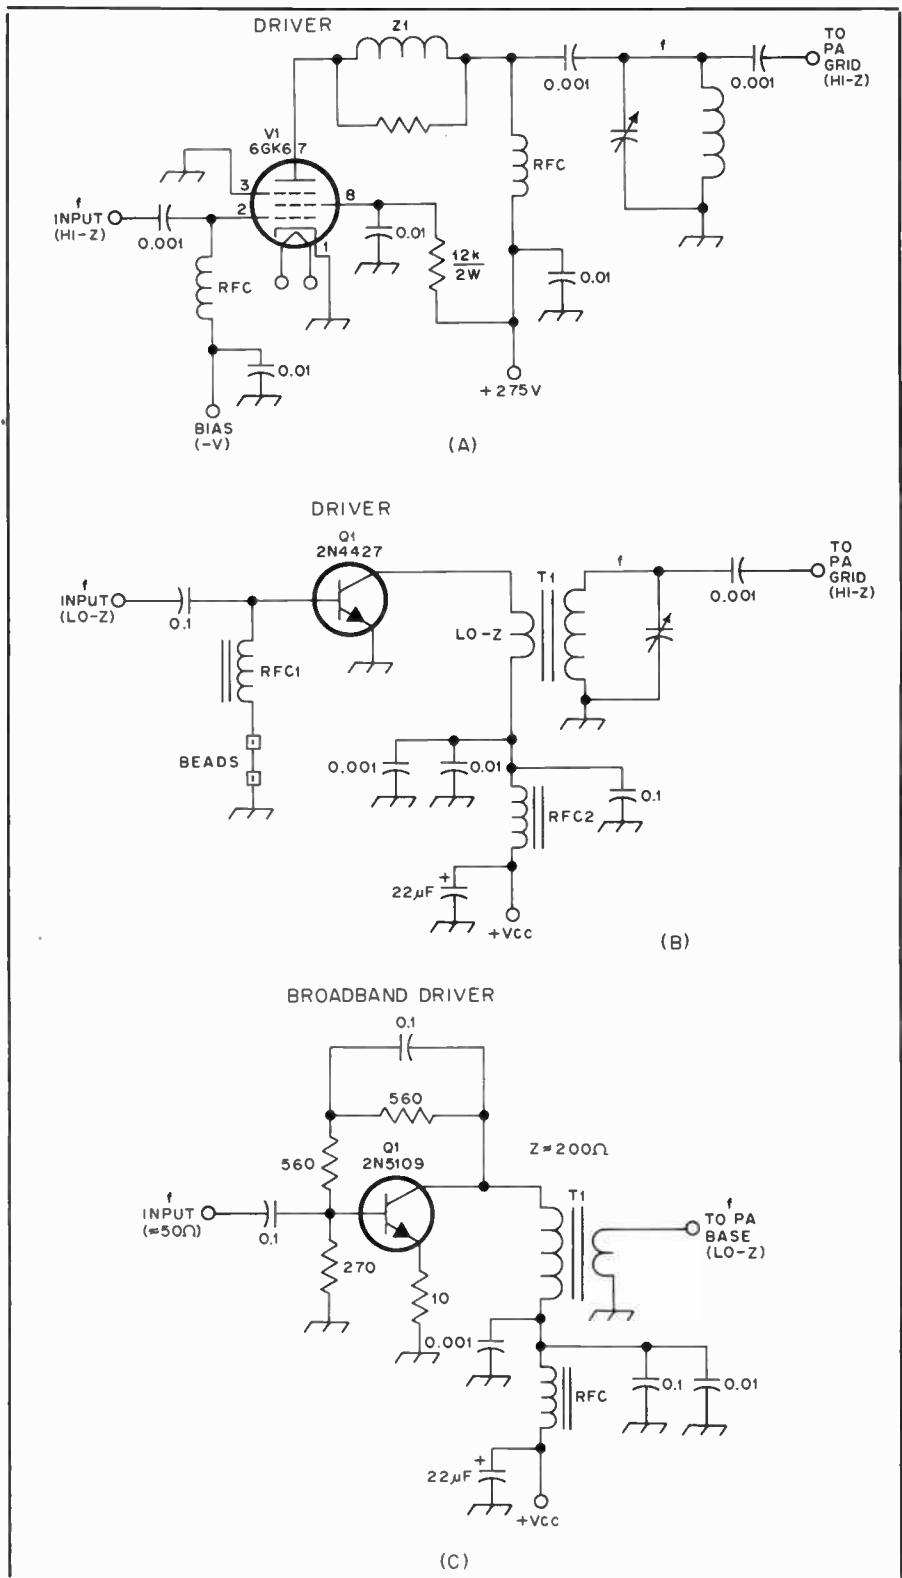 DRIVER
Z1
TO
PA
GRID
(HI-Z)
f
0.001
0.001
V1
6GK6
7
RFC
3
8
f
INPUT
(HI-Z)
2
0.001
0.01
1
12k
2W
RFC
0.01
0.01
+275V
BIAS
(-V)
(A)
DRIVER
Q1
2N4427
TO
PA
GRID
(HI-Z)
f
INPUT
(LO-Z)
0.1
T1
f
0.001
LO-Z
RFC1
BEADS
0.001
0.01
0.1
RFC2
22µF
+
+VCC
(B)
BROADBAND DRIVER
0.1
560
560
Q1
2N5109
Z≈200Ω
f
INPUT
(≈50Ω)
0.1
T1
f
TO PA
BASE
(LO-Z)
270
10
0.001
0.1
0.01
RFC
22µF
+
+VCC
(C)